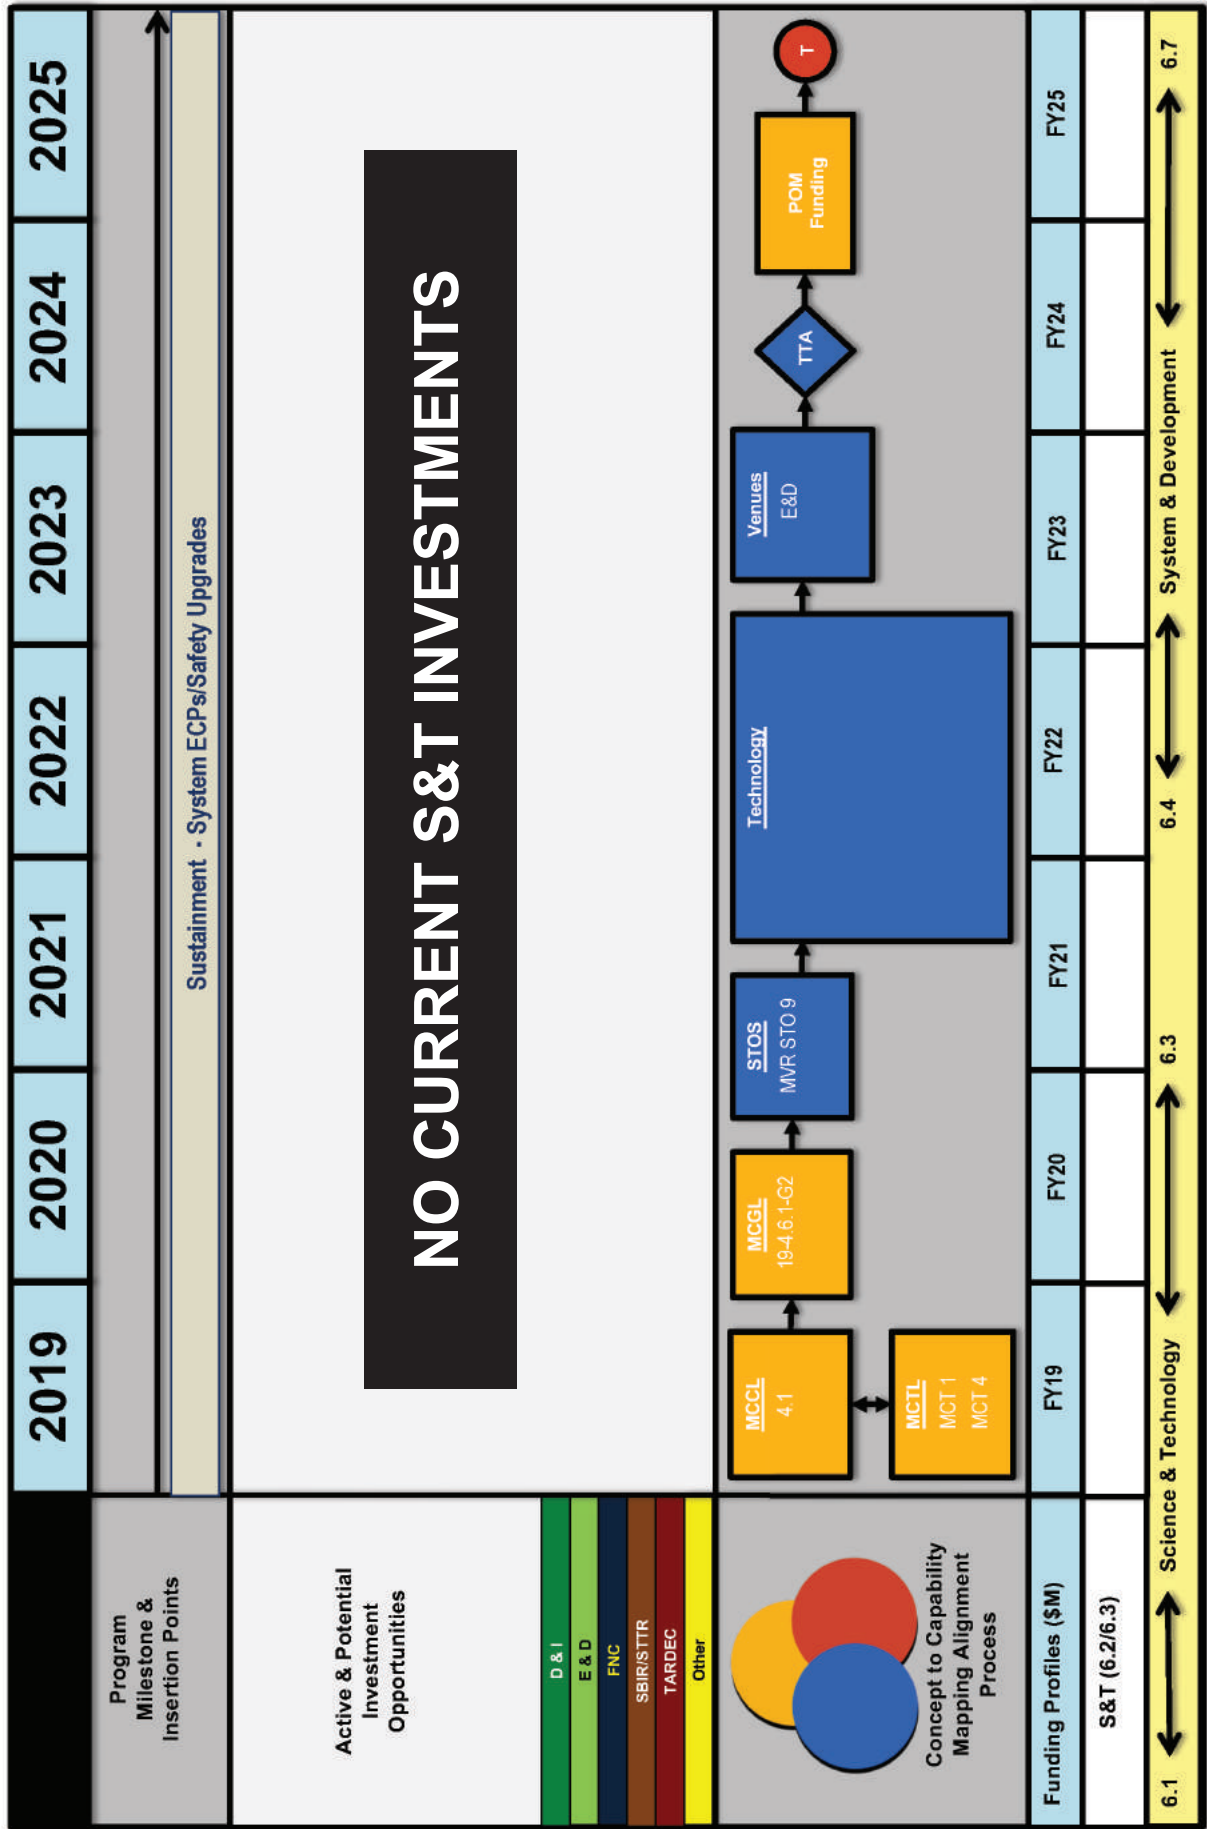 2019
2020
2021
2022
2023
2024
2025
Program
Milestone &
Insertion Points
Sustainment - System ECPs/Safety Upgrades
Active & Potential
Investment
Opportunities
NO CURRENT S&T INVESTMENTS
D & I
E & D
FNC
SBIR/STTR
TARDEC
Other
Concept to Capability
Mapping Alignment
Process
MCCL
4.1
MCTL
MCT 1
MCT 4
MCGL
19-4.6.1-G2
STOS
MVR STO 9
Technology
Venues
E&D
TTA
POM
Funding
T
Funding Profiles ($M)
FY19
FY20
FY21
FY22
FY23
FY24
FY25
S&T (6.2/6.3)
6.1
Science & Technology
6.3
6.4
System & Development
6.7